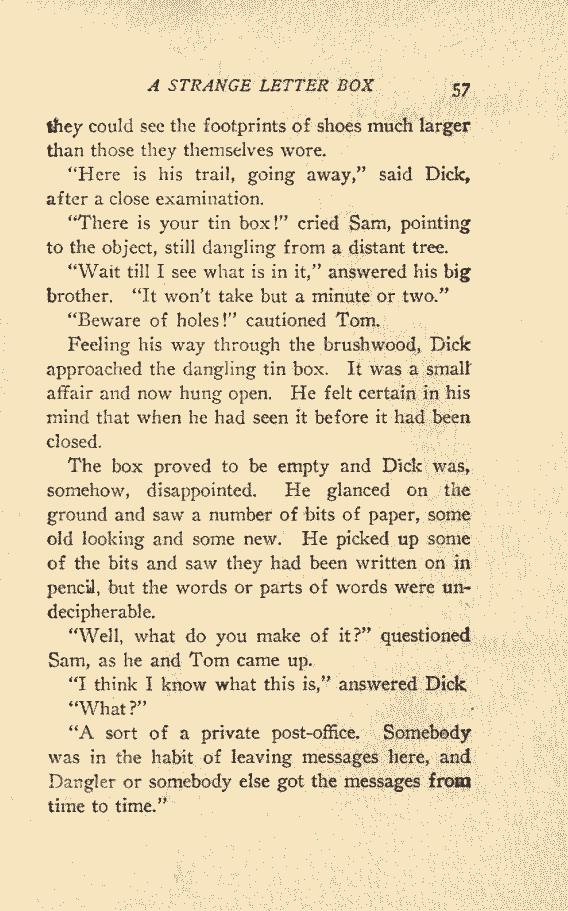 A STRANGE LETTER BOX 57
they could see the footprints of shoes much larger
than those they themselves wore.
"Here is his trail, going away," said Dick,
after a close examination.
"There is your tin box!" cried Sam, pointing
to the object, still dangling from a distant tree.
"Wait till I see what is in it," answered his big
brother. "It won't take but a minute or two."
"Beware of holes!" cautioned Tom.
Feeling his way through the brushwood, Dick
approached the dangling tin box. It was a small
affair and now hung open. He felt certain in his
mind that when he had seen it before it had been
closed.
The box proved to be empty and Dick was,
somehow, disappointed. He glanced on the
ground and saw a number of bits of paper, some
old looking and some new. He picked up some
of the bits and saw they had been written on in
pencil, but the words or parts of words were un-
decipherable.
"Well, what do you make of it?" questioned
Sam, as he and Tom came up.
"I think I know what this is," answered Dick
"What?"
"A sort of a private post-office. Somebody
was in the habit of leaving messages here, and
Dangler or somebody else got the messages from
time to time."